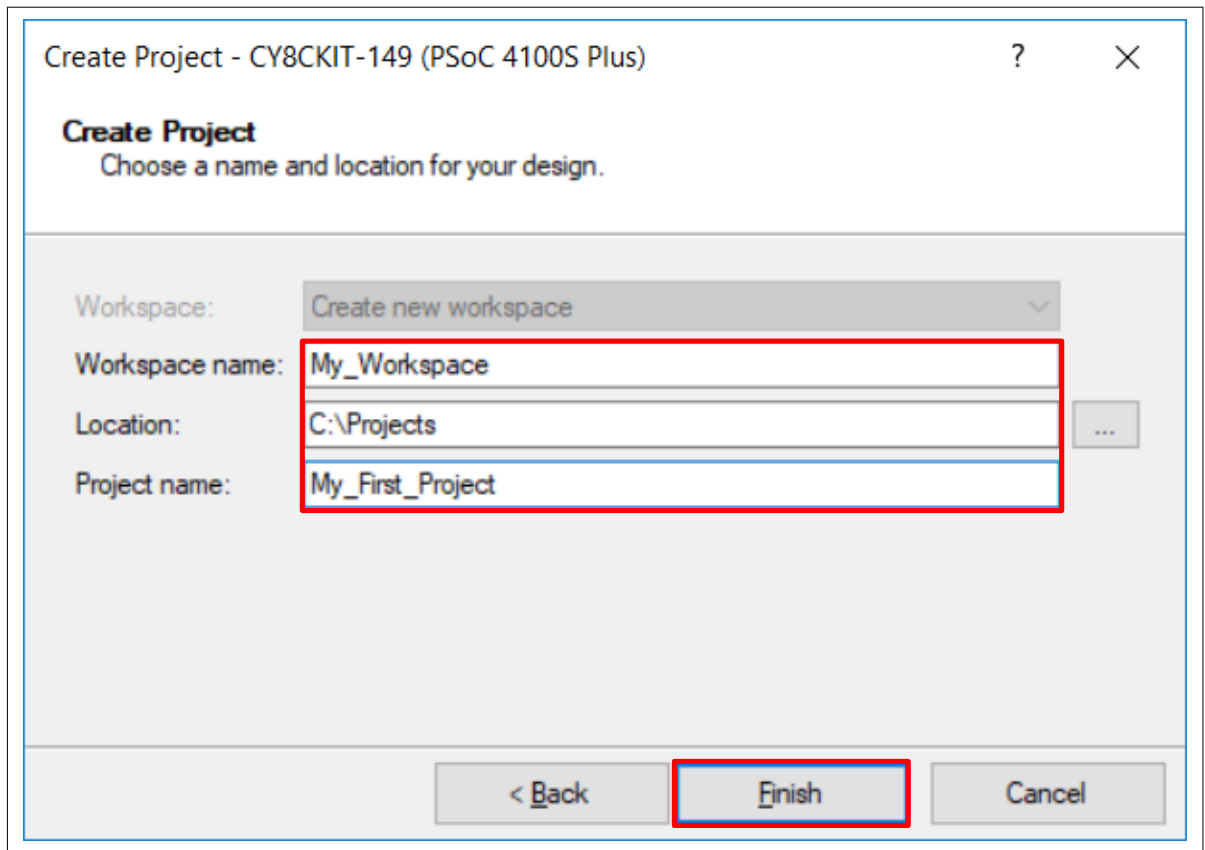 Create Project - CY8CKIT-149 (PSoC 4100S Plus) ?
Create Project
Choose a name and location for your design.
Workspace: Create new workspace
Workspace name: My_Workspace
Location: C:\Projects ...
Project name: My_First_Project
< Back Finish Cancel